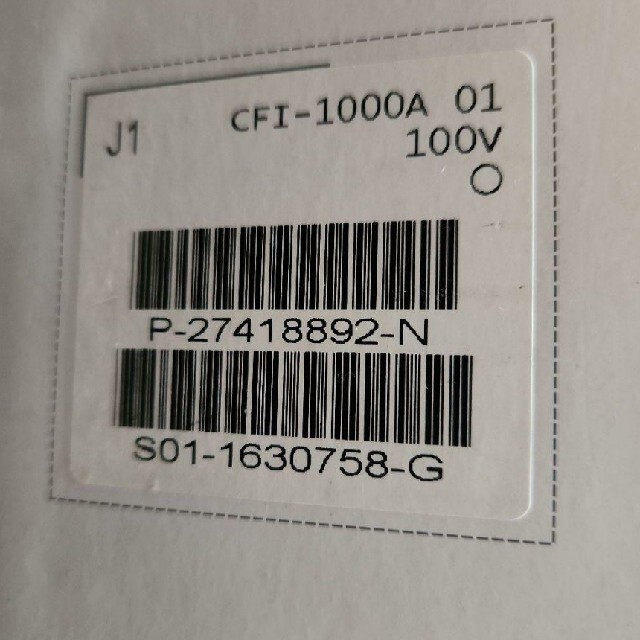 J1 CFI-1000A 01
100V
P-27418892-N
S01-1630758-G